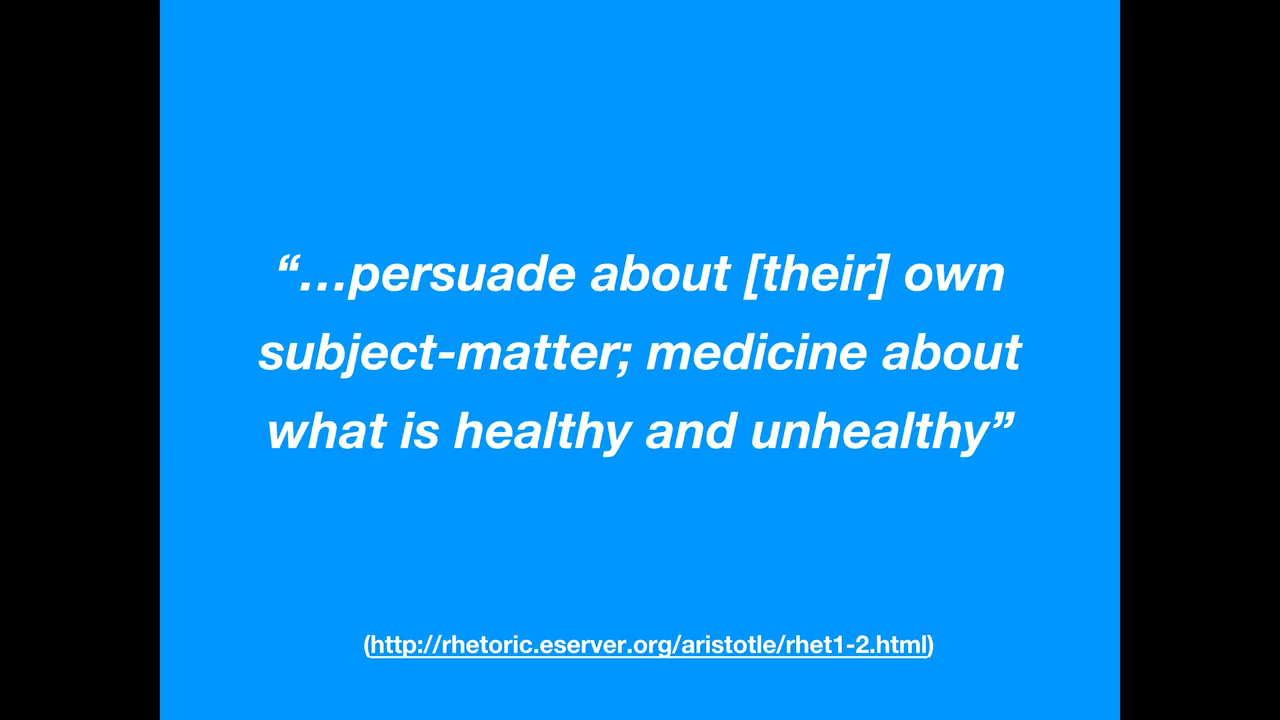 “…persuade about [their] own
subject-matter; medicine about
what is healthy and unhealthy”
(http://rhetoric.eserver.org/aristotle/rhet1-2.html)